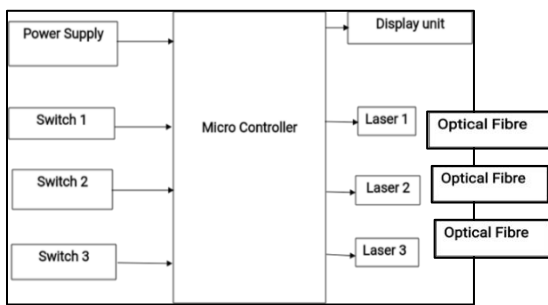 Power Supply
Display unit
Switch 1
Micro Controller
Laser 1
Optical Fibre
Switch 2
Laser 2
Optical Fibre
Switch 3
Laser 3
Optical Fibre